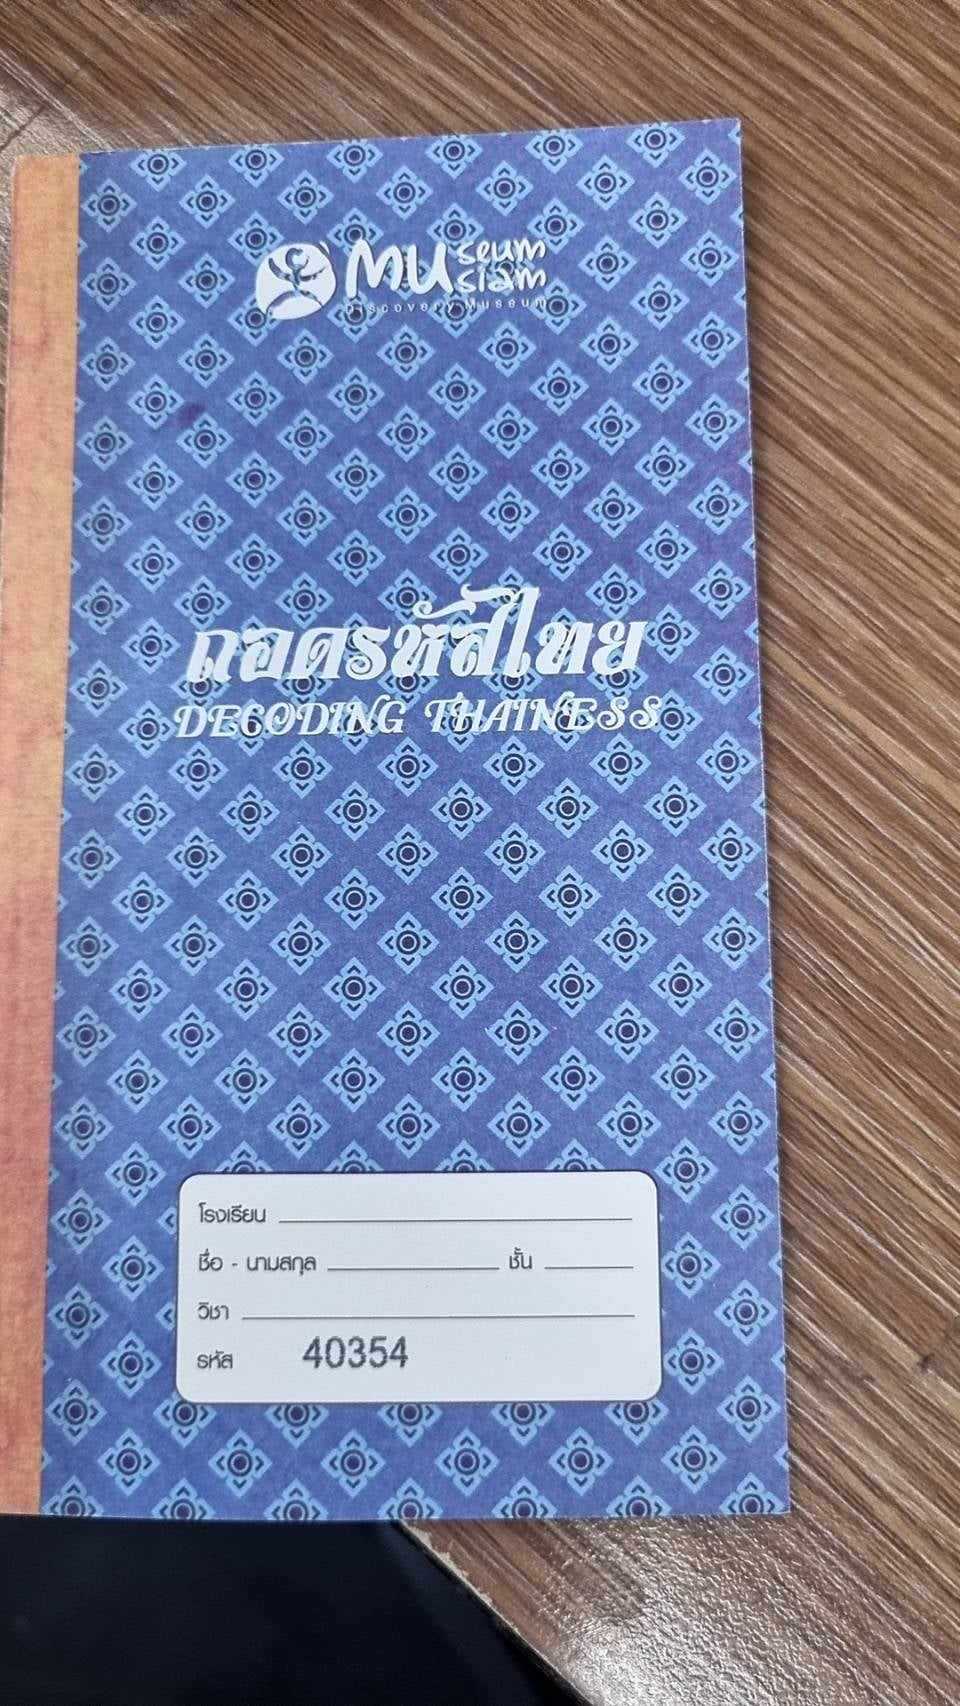 Museum
Siam
Discovery Museum
ถอดรหัสไทย
DECODING THAINESS
โรงเรียน
ชื่อ - นามสกุล ชั้น
วิชา
รหัส 40354